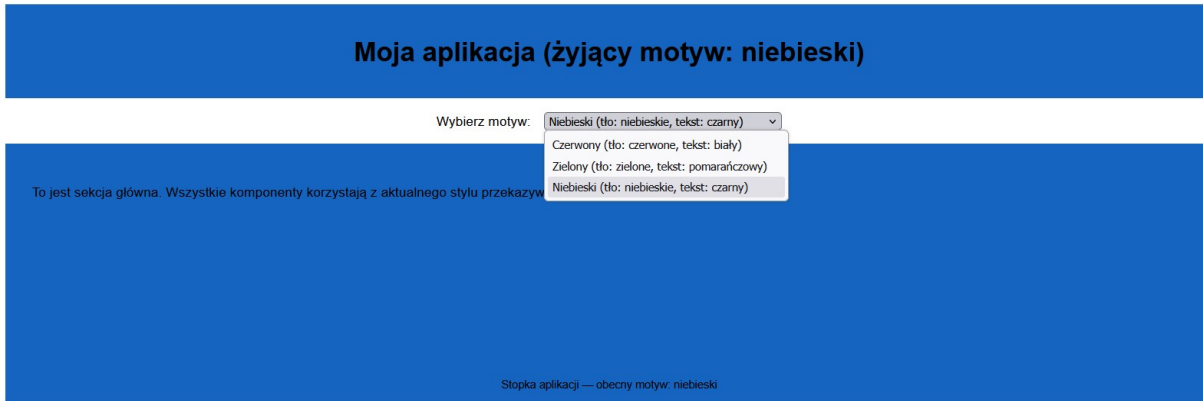 Moja aplikacja (żyjący motyw: niebieski)
Wybierz motyw: Niebieski (tło: niebieskie, tekst: czarny)
Czerwony (tło: czerwone, tekst: biały)
Zielony (tło: zielone, tekst: pomarańczowy)
Niebieski (tło: niebieskie, tekst: czarny)
To jest sekcja główna. Wszystkie komponenty korzystają z aktualnego stylu przekazyw
Stopka aplikacji — obecny motyw: niebieski